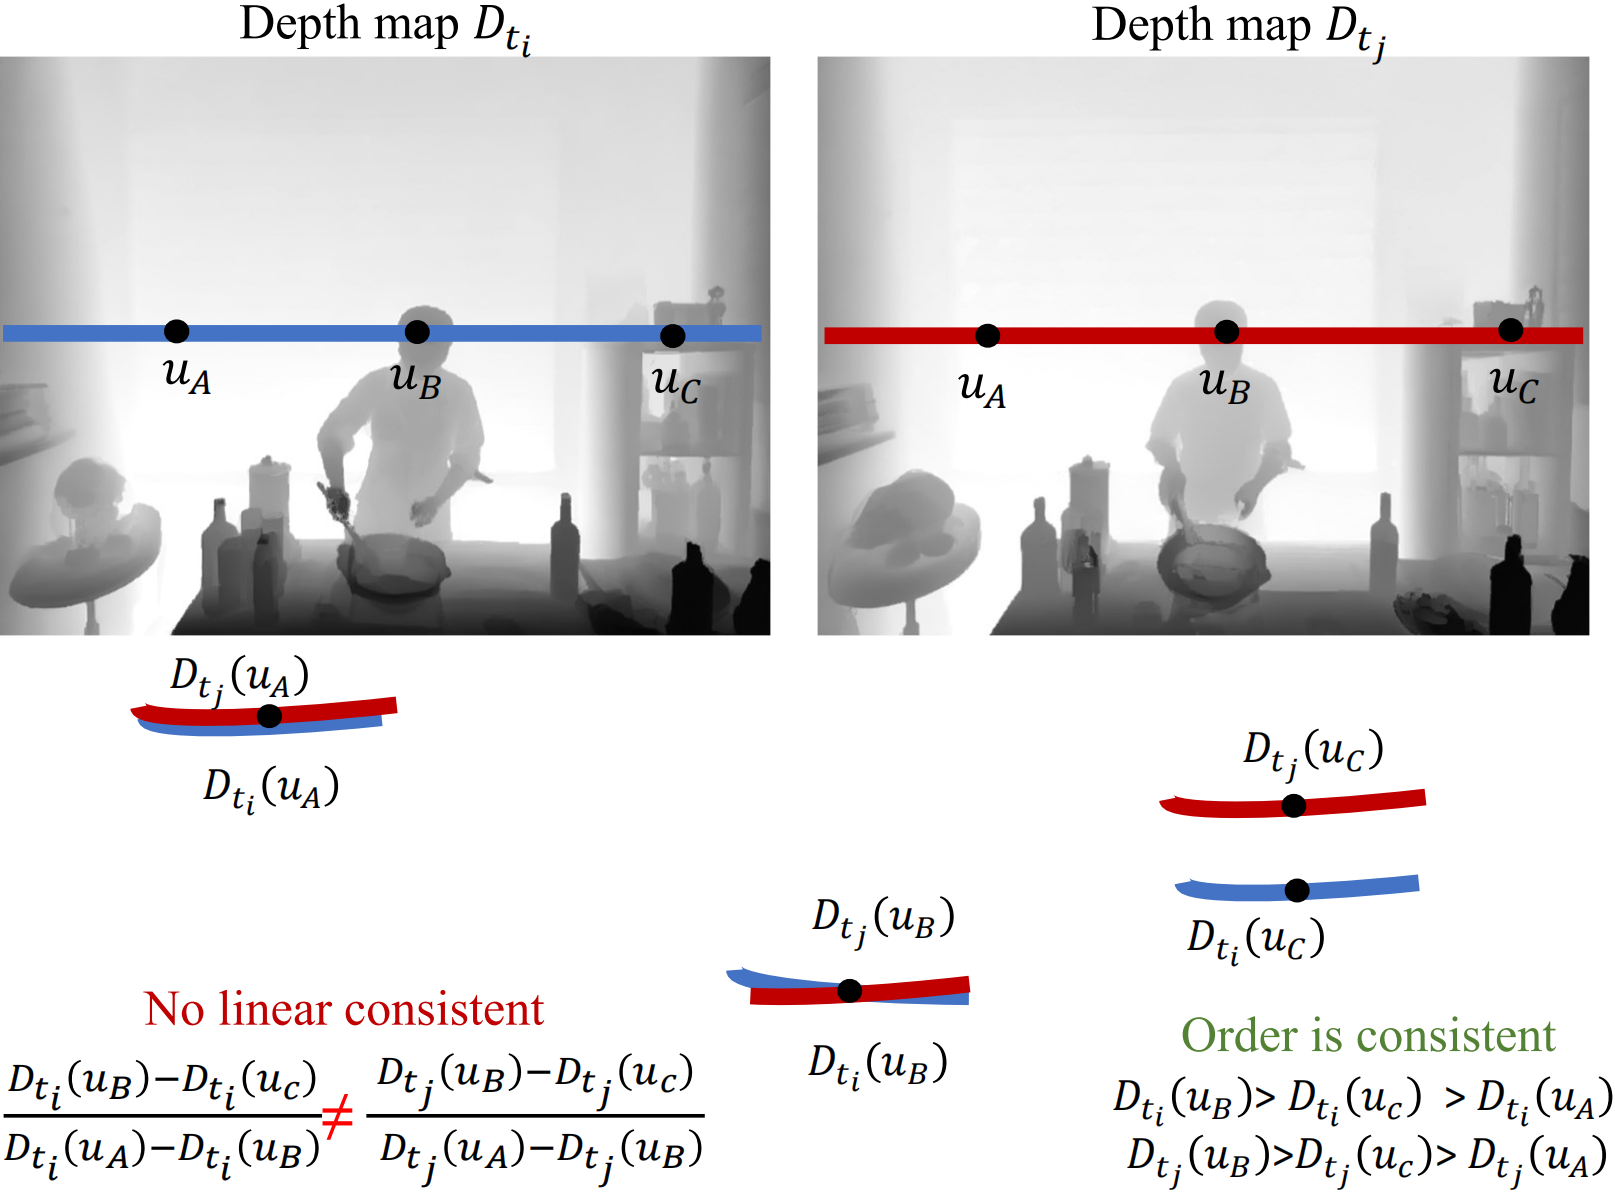 Depth map D_{t_i}
Depth map D_{t_j}
u_A
u_B
u_C
u_A
u_B
u_C
D_{t_j}(u_A)
D_{t_i}(u_A)
D_{t_j}(u_C)
D_{t_i}(u_C)
D_{t_j}(u_B)
D_{t_i}(u_B)
No linear consistent
\frac{D_{t_i}(u_B)-D_{t_i}(u_c)}{D_{t_i}(u_A)-D_{t_i}(u_B)} ≠ \frac{D_{t_j}(u_B)-D_{t_j}(u_c)}{D_{t_j}(u_A)-D_{t_j}(u_B)}
Order is consistent
D_{t_i}(u_B)> D_{t_i}(u_c) > D_{t_i}(u_A)
D_{t_j}(u_B)>D_{t_j}(u_c)> D_{t_j}(u_A)